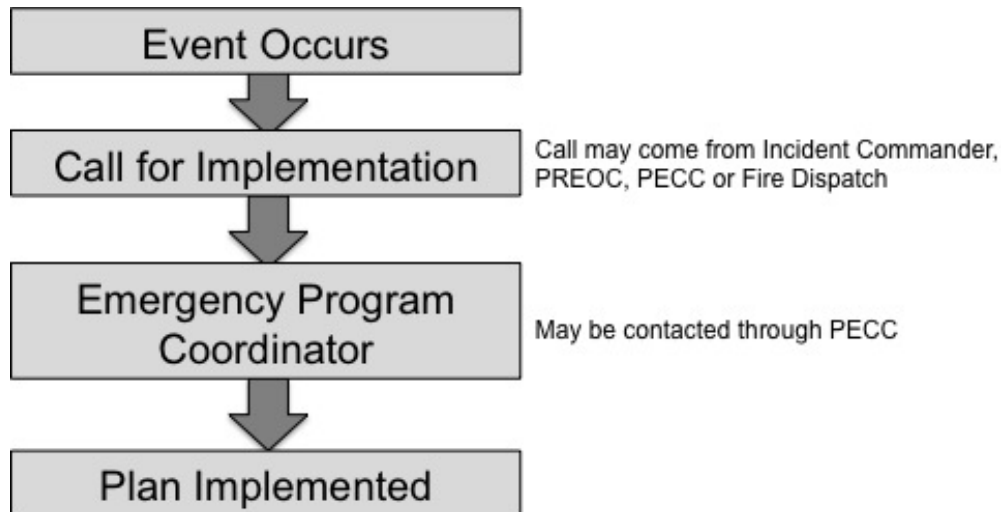 Event Occurs
Call for Implementation
Call may come from Incident Commander,
PREOC, PECC or Fire Dispatch
Emergency Program
Coordinator
May be contacted through PECC
Plan Implemented